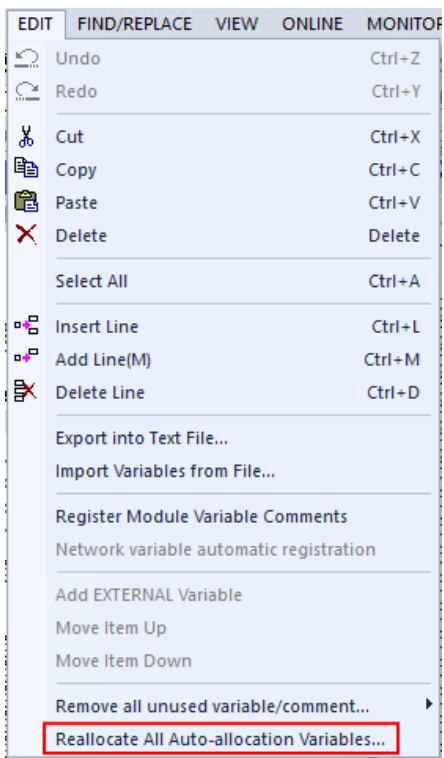 EDIT FIND/REPLACE VIEW ONLINE MONITOR
Undo Ctrl+Z
Redo Ctrl+Y
Cut Ctrl+X
Copy Ctrl+C
Paste Ctrl+V
Delete Delete
Select All Ctrl+A
Insert Line Ctrl+L
Add Line(M) Ctrl+M
Delete Line Ctrl+D
Export into Text File...
Import Variables from File...
Register Module Variable Comments
Network variable automatic registration
Add EXTERNAL Variable
Move Item Up
Move Item Down
Remove all unused variable/comment...
Reallocate All Auto-allocation Variables...